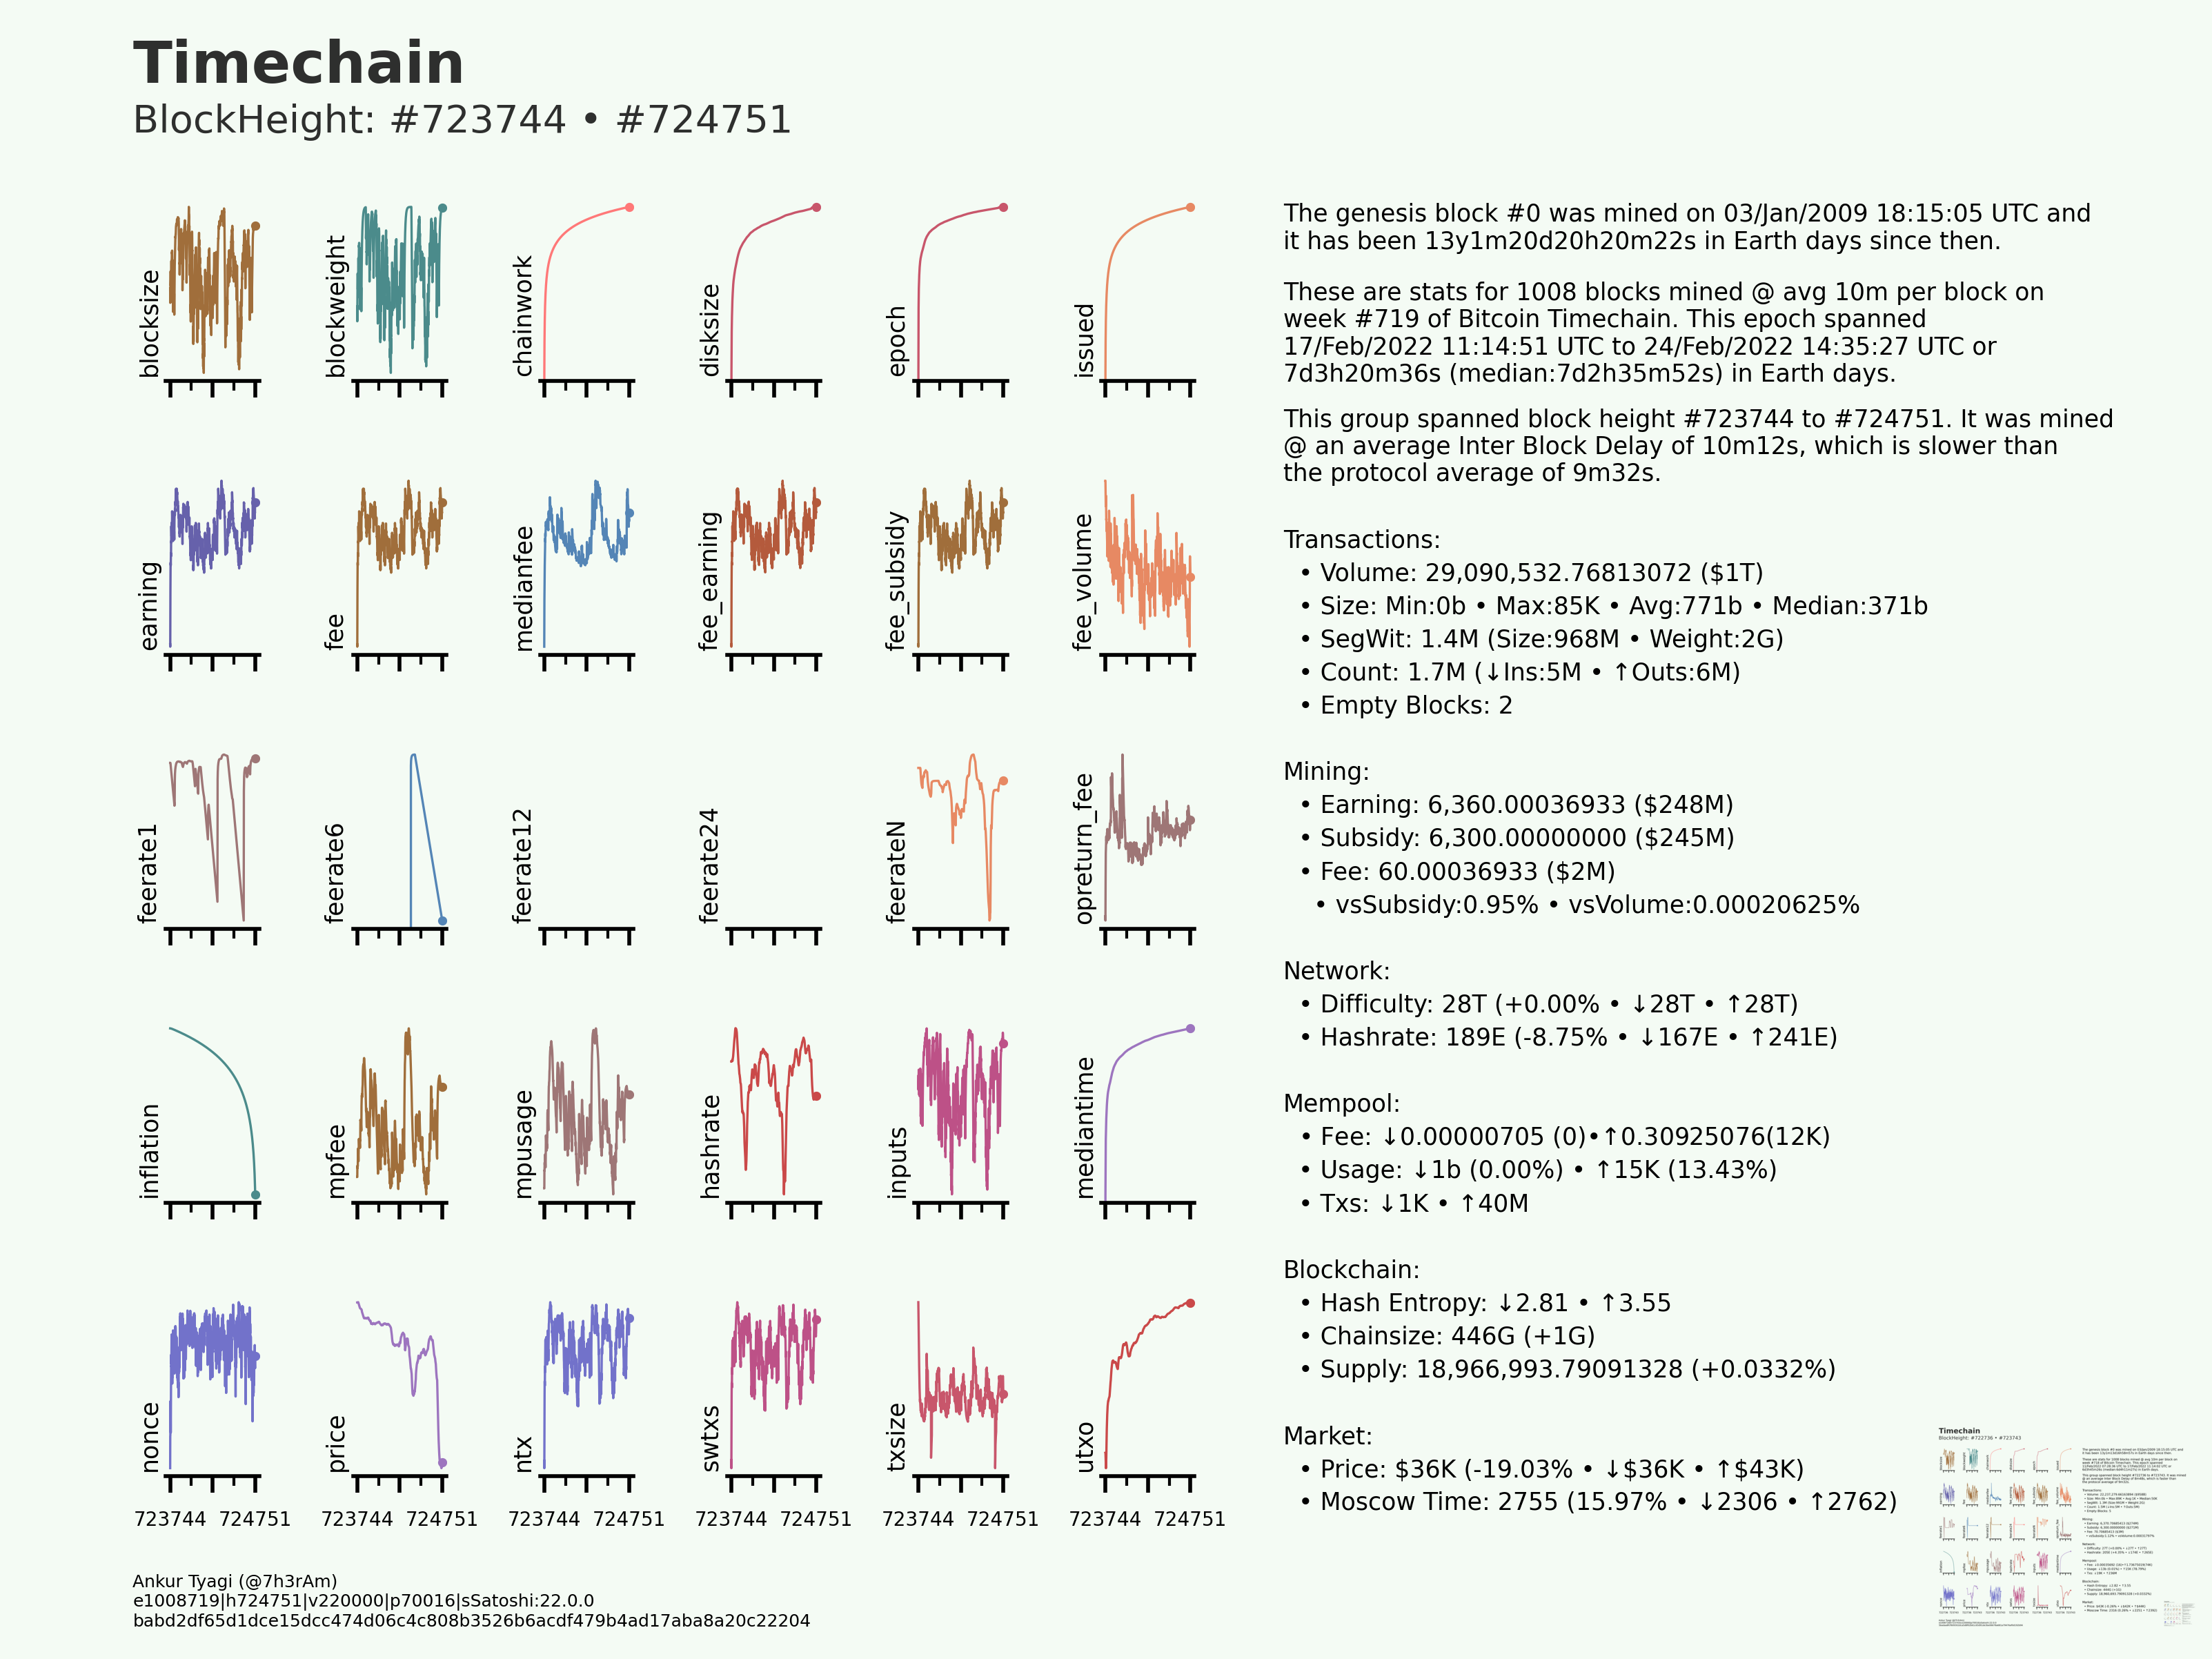 Timechain
BlockHeight: #723744 • #724751
blocksize
blockweight
chainwork
disksize
epoch
issued
earning
fee
medianfee
fee_earning
fee_subsidy
fee_volume
feerate1
feerate6
feerate12
feerate24
feerateN
opreturn_fee
inflation
mpfee
mpusage
hashrate
inputs
mediantime
nonce
price
ntx
swtxs
txsize
utxo
723744 724751 723744 724751 723744 724751 723744 724751 723744 724751 723744 724751
The genesis block #0 was mined on 03/Jan/2009 18:15:05 UTC and
it has been 13y1m20d20h20m22s in Earth days since then.
These are stats for 1008 blocks mined @ avg 10m per block on
week #719 of Bitcoin Timechain. This epoch spanned
17/Feb/2022 11:14:51 UTC to 24/Feb/2022 14:35:27 UTC or
7d3h20m36s (median:7d2h35m52s) in Earth days.
This group spanned block height #723744 to #724751. It was mined
@ an average Inter Block Delay of 10m12s, which is slower than
the protocol average of 9m32s.
Transactions:
• Volume: 29,090,532.76813072 ($1T)
• Size: Min:0b • Max:85K • Avg:771b • Median:371b
• SegWit: 1.4M (Size:968M • Weight:2G)
• Count: 1.7M (↓Ins:5M • ↑Outs:6M)
• Empty Blocks: 2
Mining:
• Earning: 6,360.00036933 ($248M)
• Subsidy: 6,300.00000000 ($245M)
• Fee: 60.00036933 ($2M)
• vsSubsidy:0.95% • vsVolume:0.00020625%
Network:
• Difficulty: 28T (+0.00% • ↓28T • ↑28T)
• Hashrate: 189E (-8.75% • ↓167E • ↑241E)
Mempool:
• Fee: ↓0.00000705 (0)•↑0.30925076(12K)
• Usage: ↓1b (0.00%) • ↑15K (13.43%)
• Txs: ↓1K • ↑40M
Blockchain:
• Hash Entropy: ↓2.81 • ↑3.55
• Chainsize: 446G (+1G)
• Supply: 18,966,993.79091328 (+0.0332%)
Market:
• Price: $36K (-19.03% • ↓$36K • ↑$43K)
• Moscow Time: 2755 (15.97% • ↓2306 • ↑2762)
Ankur Tyagi (@7h3rAm)
e1008719|h724751|v220000|p70016|sSatoshi:22.0.0
babd2df65d1dce15dcc474d06c4c808b3526b6acdf479b4ad17aba8a20c22204
Timechain
BlockHeight: #722736 • #723743